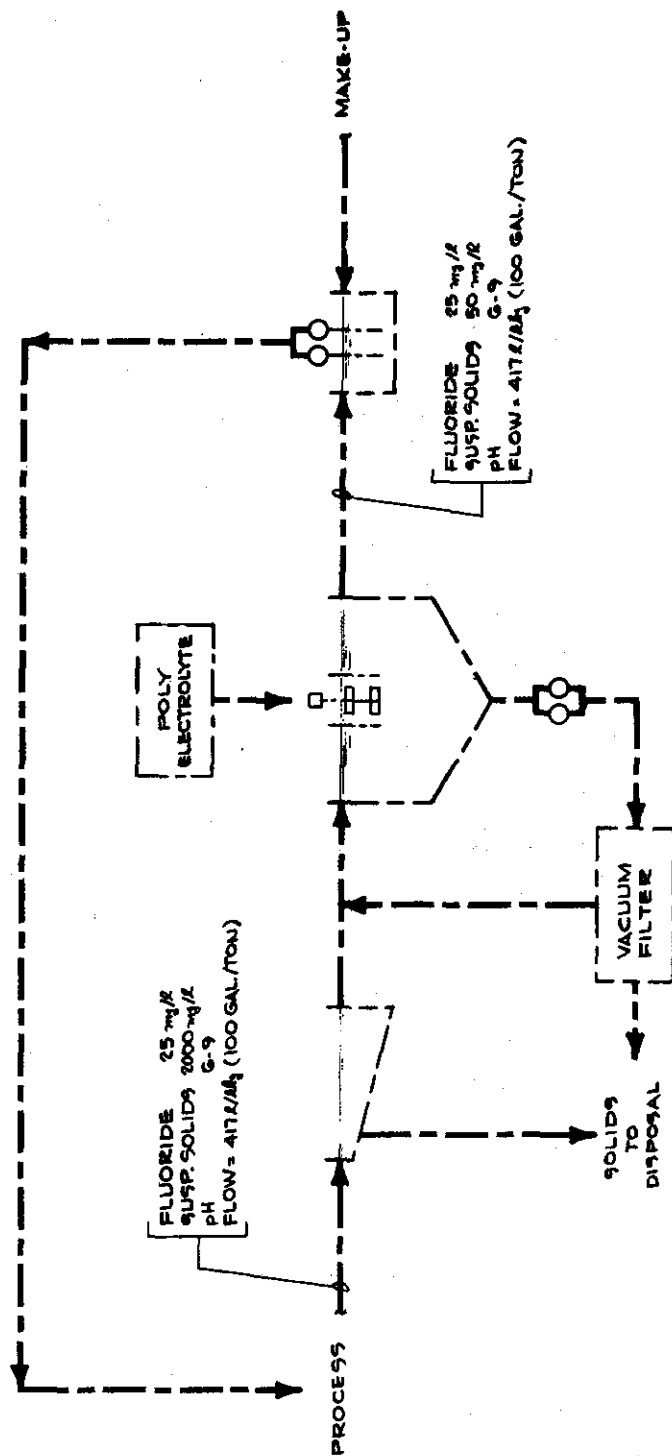 PROCESS
FLUORIDE 25 mg/l
SUSP. SOLIDS 2000 mg/l
pH 6-9
FLOW = 417 l/kkg (100 GAL./TON)
POLY
ELECTROLYTE
FLUORIDE 25 mg/l
SUSP. SOLIDS 50 mg/l
pH 6-9
FLOW = 417 l/kkg (100 GAL./TON)
MAKE-UP
SOLIDS
TO
DISPOSAL
VACUUM
FILTER